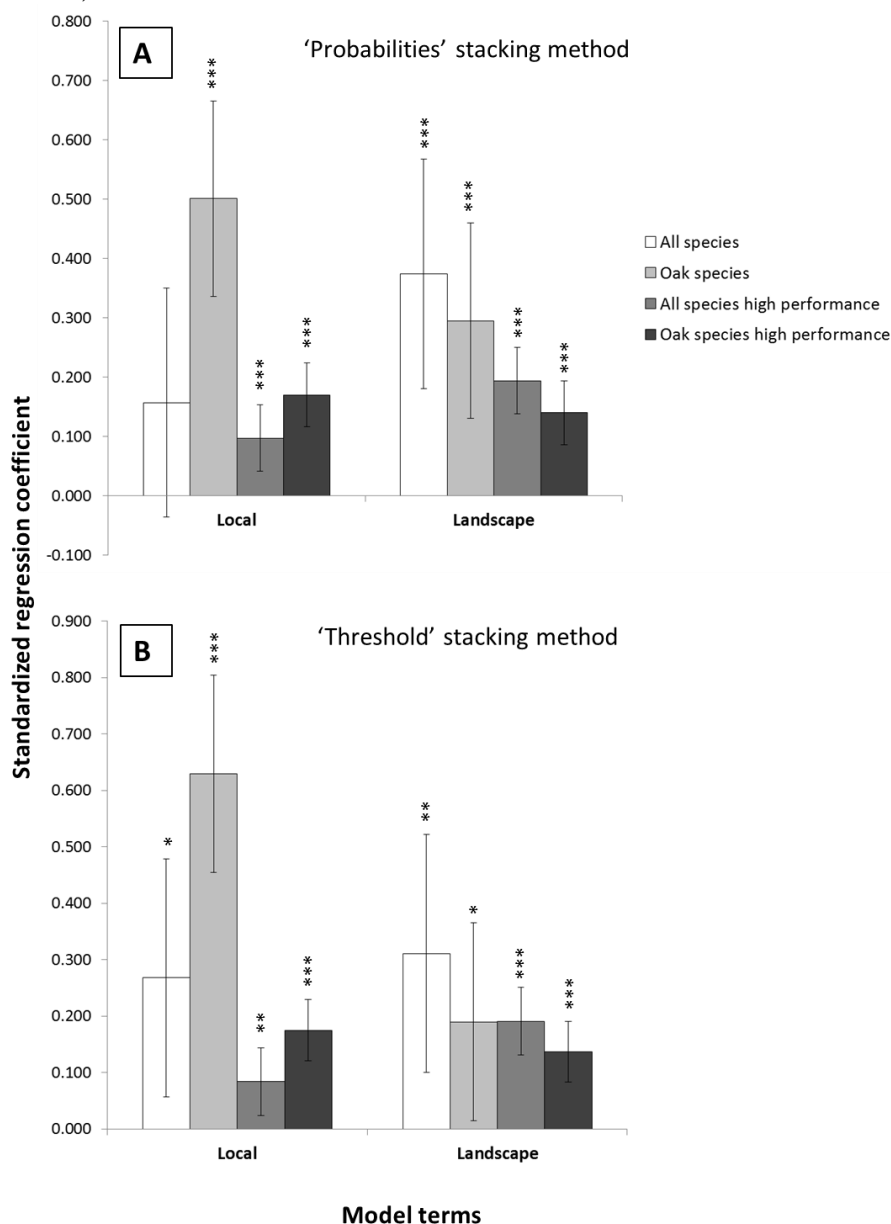 A
‘Probabilities’ stacking method
0.800
0.700
0.600
0.500
0.400
0.300
0.200
0.100
0.000
-0.100
***
***
***
***
***
***
***
Local
Landscape
All species
Oak species
All species high performance
Oak species high performance
Standardized regression coefficient
B
‘Threshold’ stacking method
0.900
0.800
0.700
0.600
0.500
0.400
0.300
0.200
0.100
0.000
*
***
**
***
**
*
***
***
Local
Landscape
Model terms